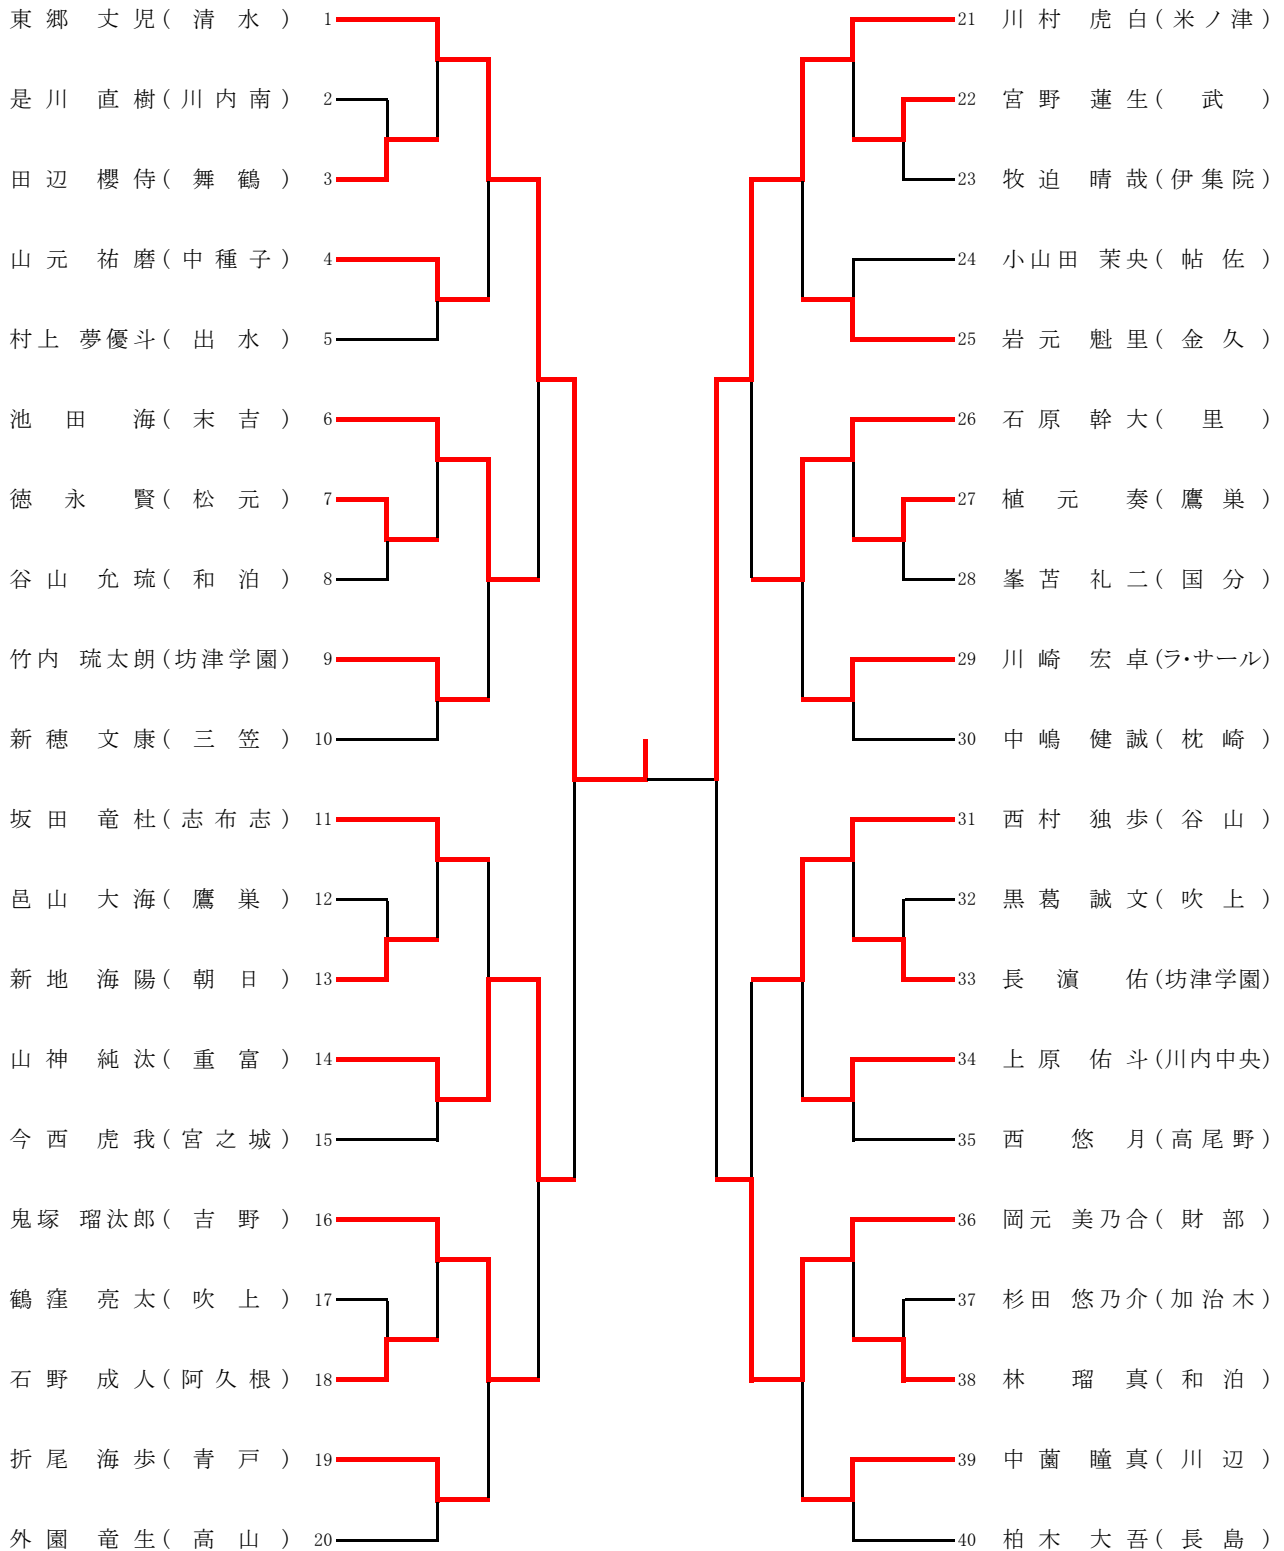 東郷 丈児(清水) 1
是川 直樹(川内南) 2
田辺 櫻侍(舞鶴) 3
山元 祐磨(中種子) 4
村上 夢優斗(出水) 5
池田 海(末吉) 6
徳永 賢(松元) 7
谷山 允琉(和泊) 8
竹内 琉太朗(坊津学園) 9
新穂 文康(三笠) 10
坂田 竜杜(志布志) 11
邑山 大海(鷹巣) 12
新地 海陽(朝日) 13
山神 純汰(重富) 14
今西 虎我(宮之城) 15
鬼塚 瑠汰郎(吉野) 16
鶴窪 亮太(吹上) 17
石野 成人(阿久根) 18
折尾 海歩(青戸) 19
外園 竜生(高山) 20
21 川村 虎白(米ノ津)
22 宮野 蓮生(武)
23 牧迫 晴哉(伊集院)
24 小山田 茉央(帖佐)
25 岩元 魁里(金久)
26 石原 幹大(里)
27 植元 奏(鷹巣)
28 峯苫 礼二(国分)
29 川崎 宏卓(ラ・サール)
30 中嶋 健誠(枕崎)
31 西村 独歩(谷山)
32 黒葛 誠文(吹上)
33 長濵 佑(坊津学園)
34 上原 佑斗(川内中央)
35 西 悠月(高尾野)
36 岡元 美乃合(財部)
37 杉田 悠乃介(加治木)
38 林 瑠真(和泊)
39 中薗 瞳真(川辺)
40 柏木 大吾(長島)